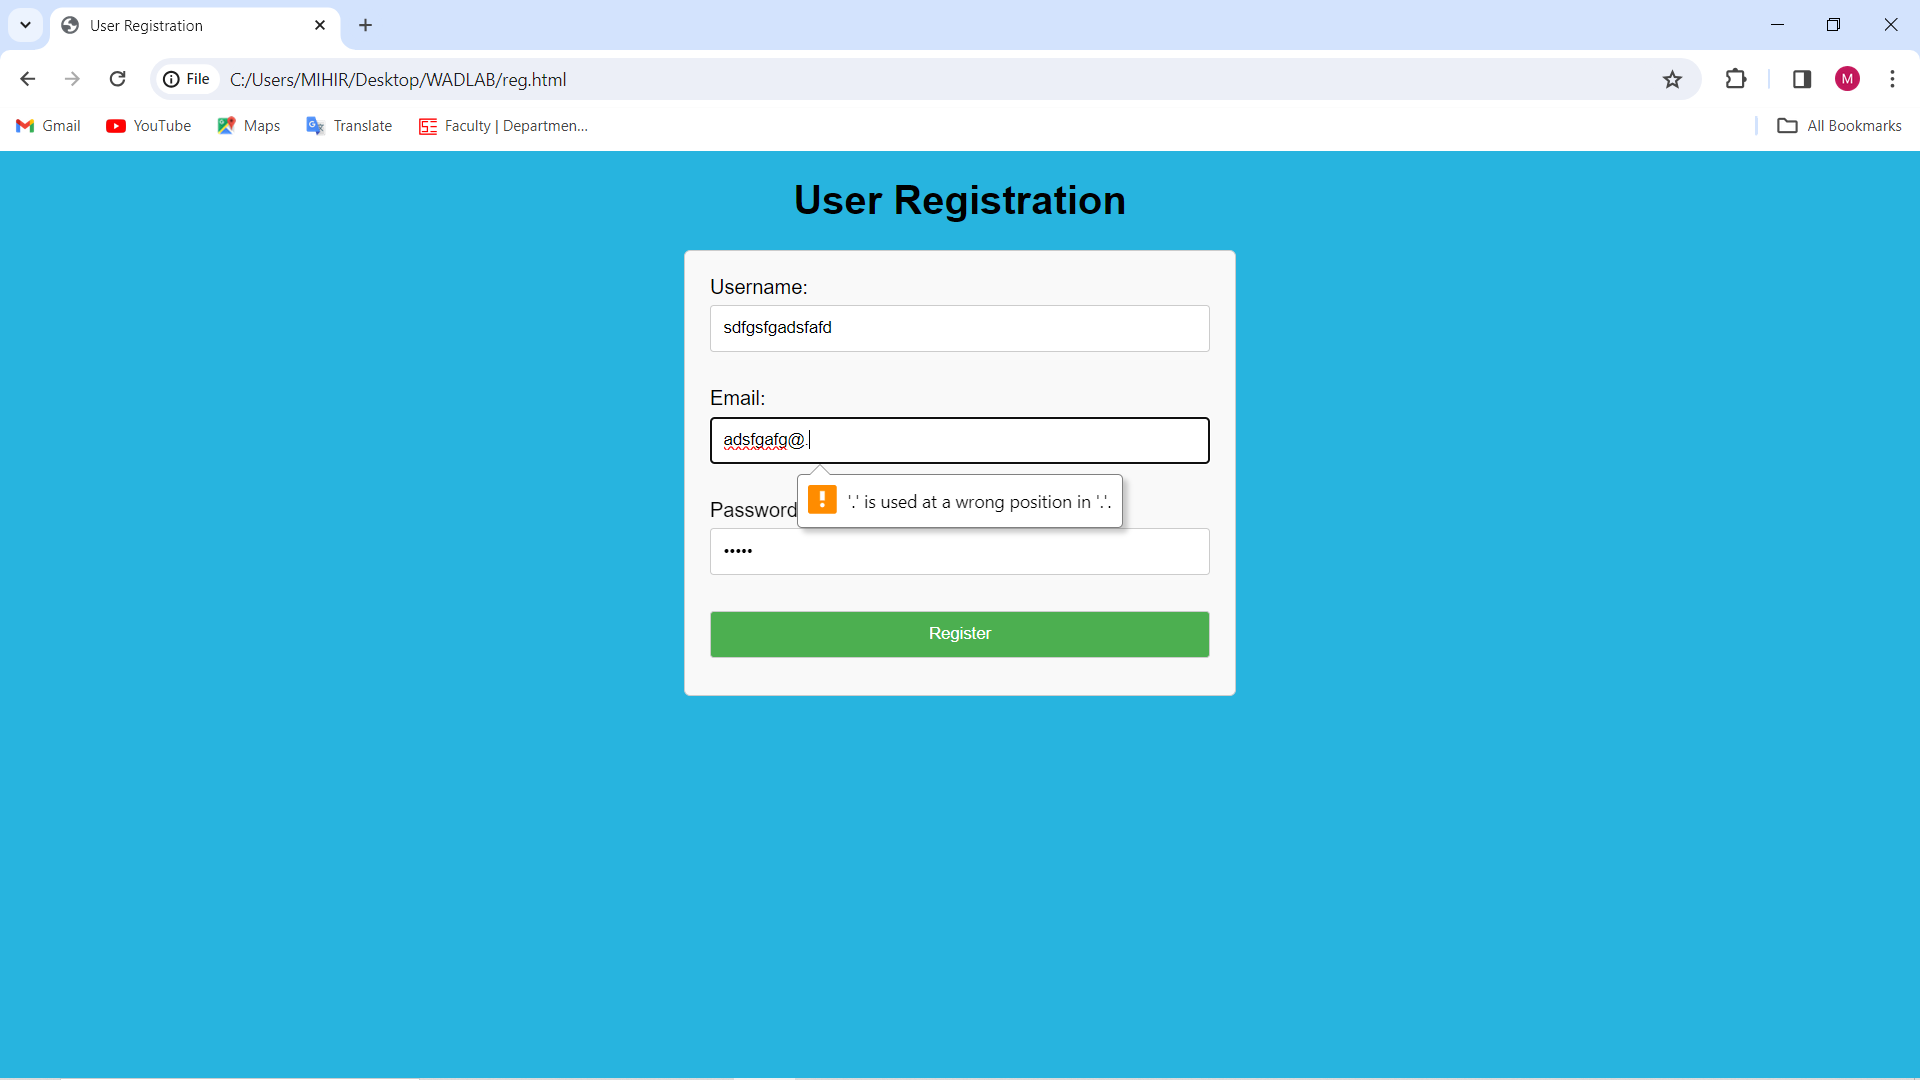 User Registration
File C:/Users/MIHIR/Desktop/WADLAB/reg.html
M
Gmail YouTube Maps Translate Faculty | Departmen... All Bookmarks
User Registration
Username:
sdfgsfgadsfafd
Email:
adsfgafg@.
'.' is used at a wrong position in '.'.
Password
•••••
Register